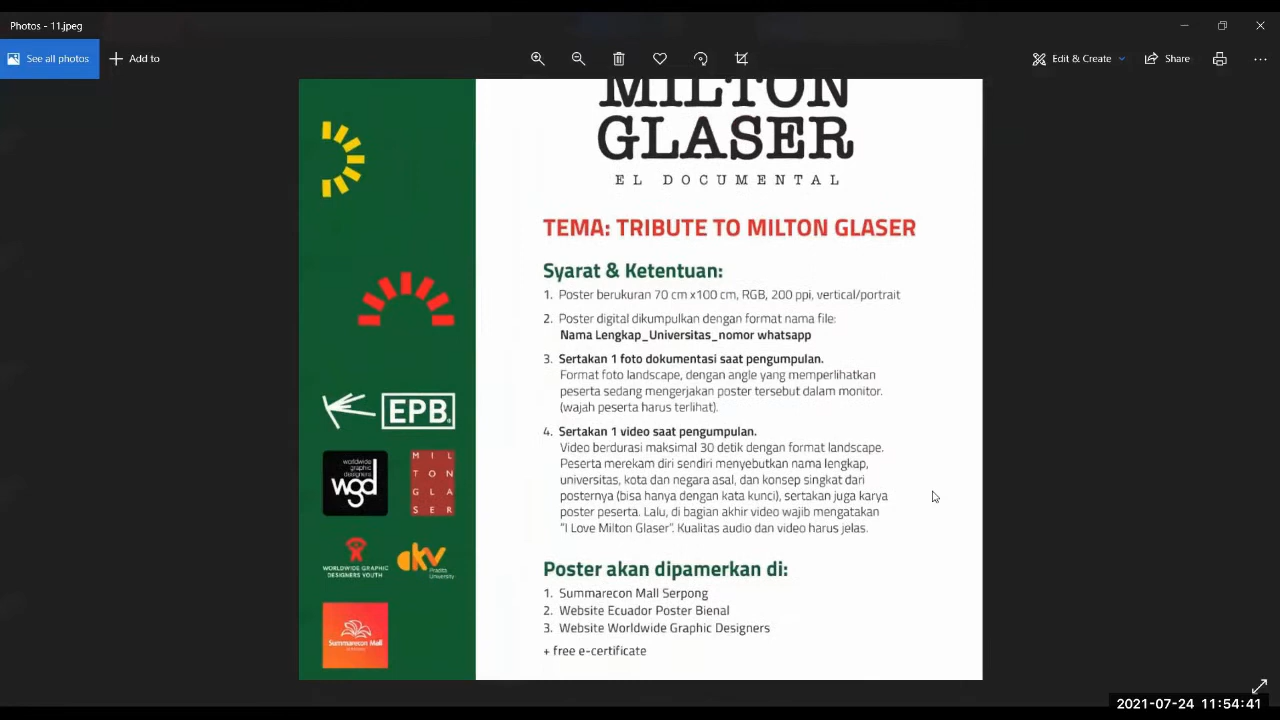 Photos - 11.jpeg
See all photos
Add to
Edit & Create
Share
MILTON
GLASER
EL DOCUMENTAL
TEMA: TRIBUTE TO MILTON GLASER
Syarat & Ketentuan:
1. Poster berukuran 70 cm x100 cm, RGB, 200 ppi, vertical/portrait
2. Poster digital dikumpulkan dengan format nama file:
Nama Lengkap_Universitas_nomor whatsapp
3. Sertakan 1 foto dokumentasi saat pengumpulan.
Format foto landscape, dengan angle yang memperlihatkan
peserta sedang mengerjakan poster tersebut dalam monitor.
(wajah peserta harus terlihat).
4. Sertakan 1 video saat pengumpulan.
Video berdurasi maksimal 30 detik dengan format landscape.
Peserta merekam diri sendiri menyebutkan nama lengkap,
universitas, kota dan negara asal, dan konsep singkat dari
posternya (bisa hanya dengan kata kunci), sertakan juga karya
poster peserta. Lalu, di bagian akhir video wajib mengatakan
"I Love Milton Glaser". Kualitas audio dan video harus jelas.
Poster akan dipamerkan di:
1. Summarecon Mall Serpong
2. Website Ecuador Poster Bienal
3. Website Worldwide Graphic Designers
+ free e-certificate
EPB
worldwide
graphic
designers
wgd
MIL
TON
GLA
SER
WORLDWIDE GRAPHIC
DESIGNERS YOUTH
dkv
Pradita
University
Summarecon Mall
2021-07-24 11:54:41